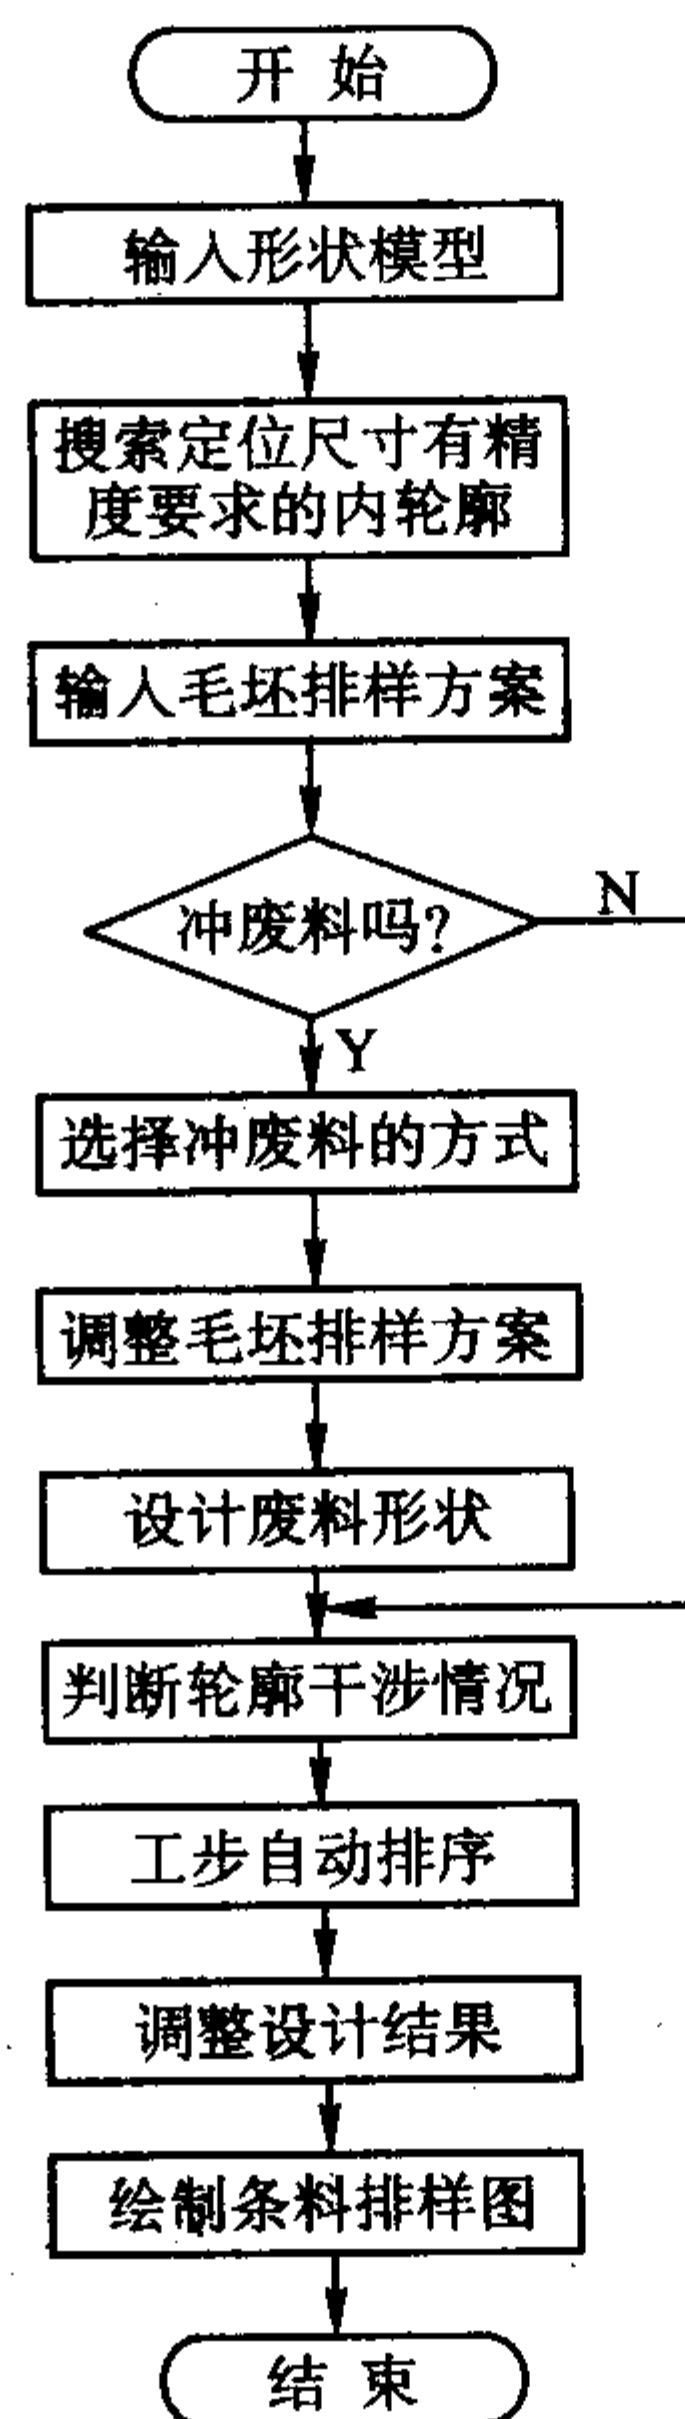 开 始
输入形状模型
搜索定位尺寸有精
度要求的内轮廓
输入毛坯排样方案
冲废料吗?
N
Y
选择冲废料的方式
调整毛坯排样方案
设计废料形状
判断轮廓干涉情况
工步自动排序
调整设计结果
绘制条料排样图
结 束